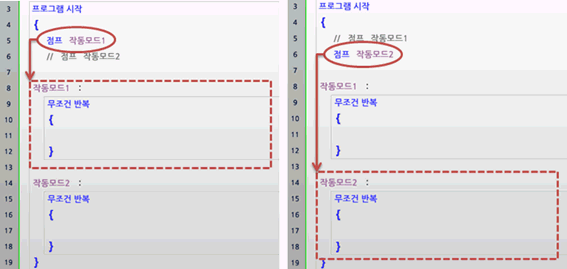 3 프로그램 시작
4 {
5 점프 작동모드1
6 // 점프 작동모드2
7
8 작동모드1 :
9 무조건 반복
10 {
11
12 }
13
14 작동모드2 :
15 무조건 반복
16 {
17
18 }
19 }
3 프로그램 시작
4 {
5 // 점프 작동모드1
6 점프 작동모드2
7
8 작동모드1 :
9 무조건 반복
10 {
11
12 }
13
14 작동모드2 :
15 무조건 반복
16 {
17
18 }
19 }